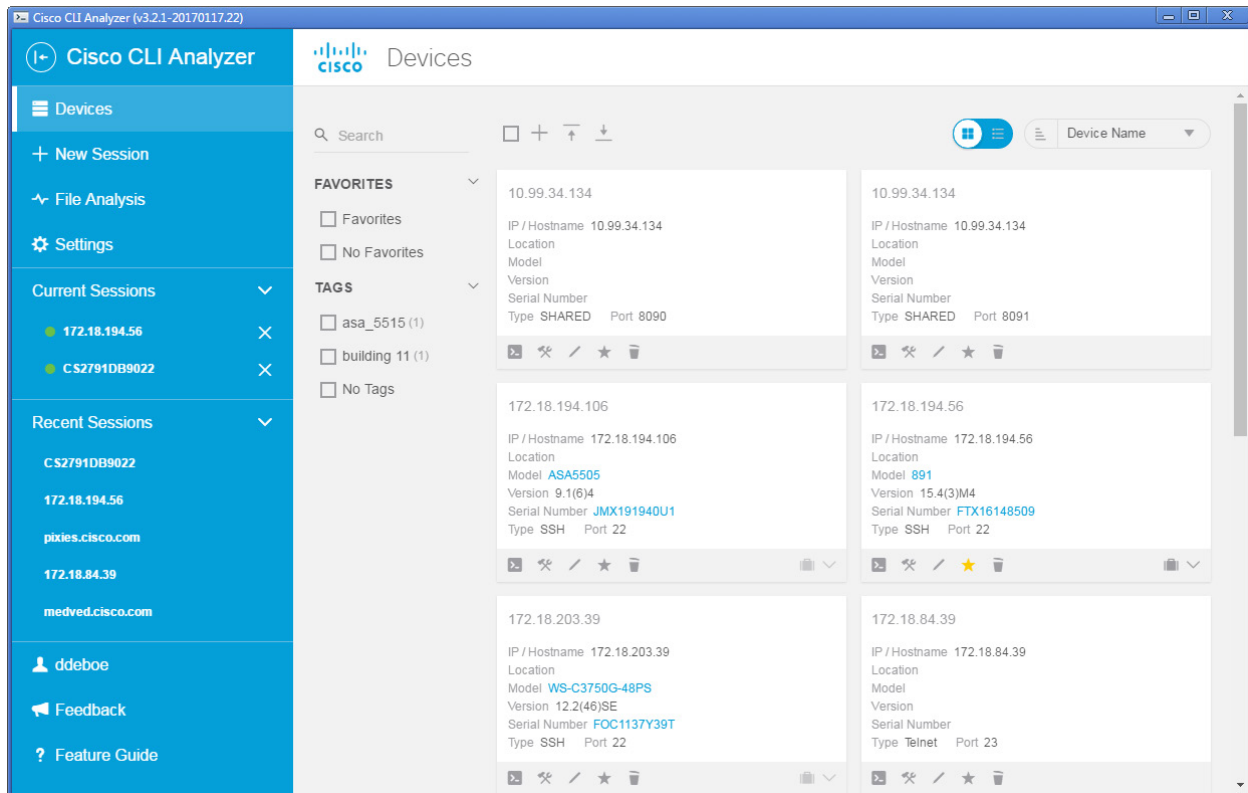 Cisco CLI Analyzer (v3.2.1-20170117.22)
Cisco CLI Analyzer
Devices
New Session
File Analysis
Settings
Current Sessions
172.18.194.56
CS2791DB9022
Recent Sessions
CS2791DB9022
172.18.194.56
pixies.cisco.com
172.18.84.39
medved.cisco.com
ddeboe
Feedback
? Feature Guide
CISCO
Devices
Search
Device Name
FAVORITES
Favorites
No Favorites
TAGS
asa_5515 (1)
building 11 (1)
No Tags
10.99.34.134
IP / Hostname 10.99.34.134
Location
Model
Version
Serial Number
Type SHARED Port 8090
10.99.34.134
IP / Hostname 10.99.34.134
Location
Model
Version
Serial Number
Type SHARED Port 8091
172.18.194.106
IP / Hostname 172.18.194.106
Location
Model ASA5505
Version 9.1(6)4
Serial Number JMX191940U1
Type SSH Port 22
172.18.194.56
IP / Hostname 172.18.194.56
Location
Model 891
Version 15.4(3)M4
Serial Number FTX16148509
Type SSH Port 22
172.18.203.39
IP / Hostname 172.18.203.39
Location
Model WS-C3750G-48PS
Version 12.2(46)SE
Serial Number FOC1137Y39T
Type SSH Port 22
172.18.84.39
IP / Hostname 172.18.84.39
Location
Model
Version
Serial Number
Type Telnet Port 23